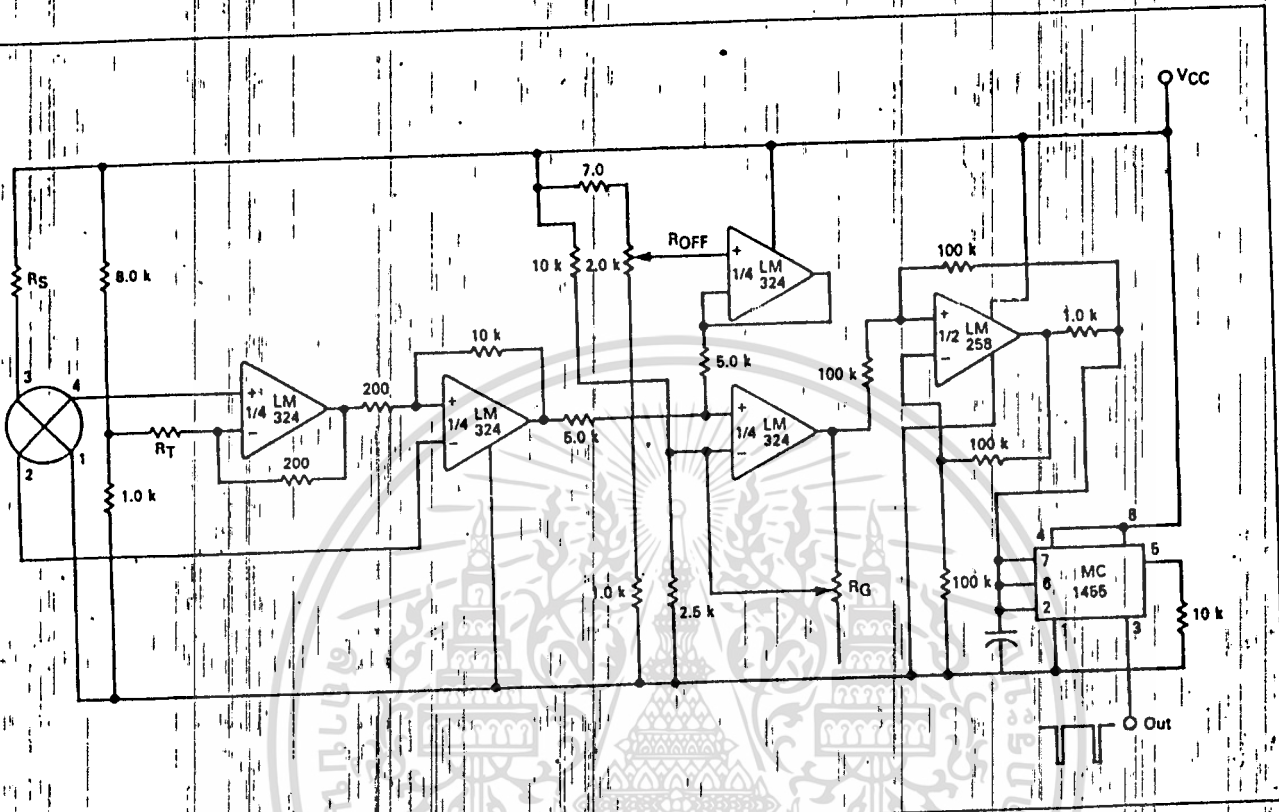 VCC
7.0
RS
8.0 k
10 k
2.0 k
ROFF
+
1/4 LM
324
100 k
+
1/2 LM
258
−
1.0 k
3
4
+
1/4 LM
324
−
200
10 k
+
1/4 LM
324
−
5.0 k
100 k
RT
200
5.0 k
+
1/4 LM
324
−
100 k
2
1
1.0 k
1.0 k
2.5 k
RG
100 k
4
8
5
7
6
2
MC
1455
1
3
10 k
Out